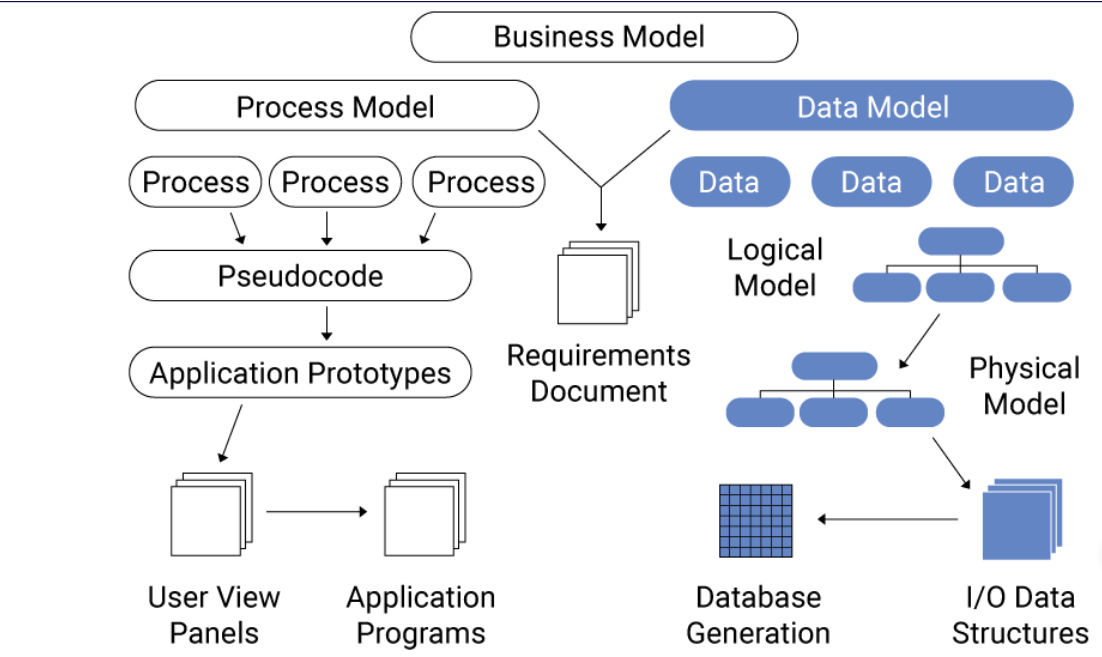 Business Model
Process Model
Data Model
Process
Process
Process
Data
Data
Data
Pseudocode
Logical
Model
Application Prototypes
Requirements
Document
Physical
Model
User View
Panels
Application
Programs
Database
Generation
I/O Data
Structures